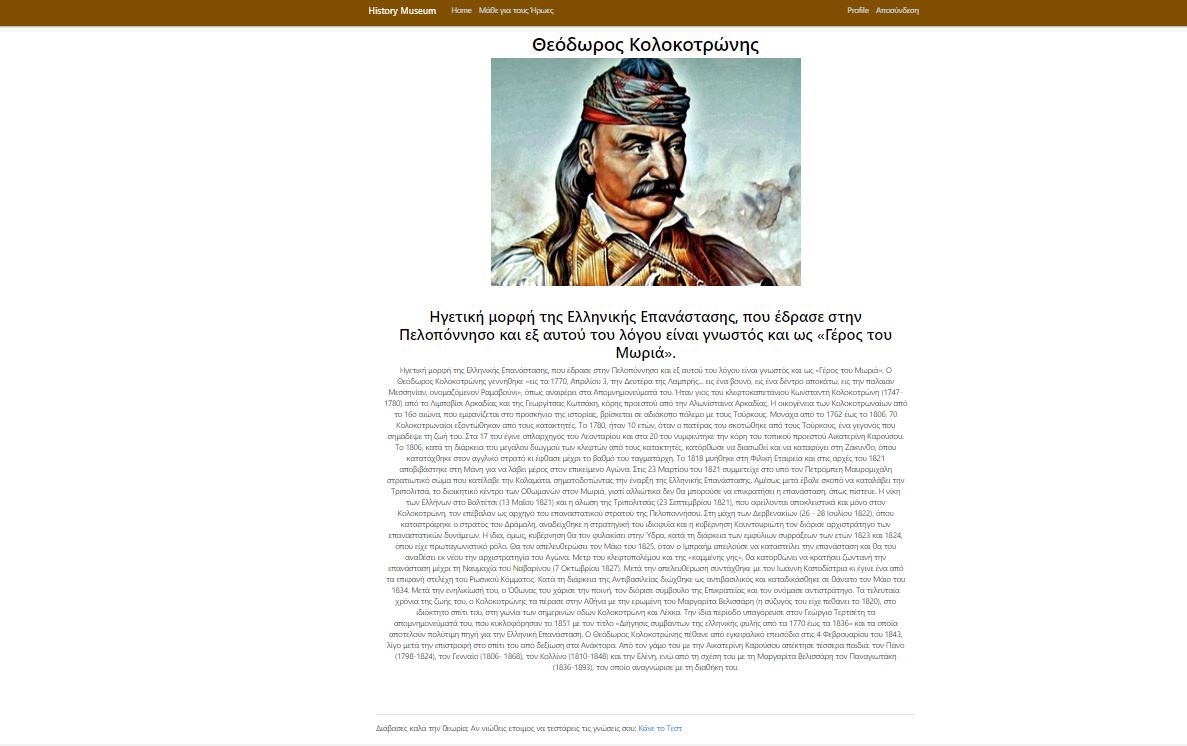 History Museum Home Μάθε για τους Ήρωες Profile Αποσύνδεση
Θεόδωρος Κολοκοτρώνης
Ηγετική μορφή της Ελληνικής Επανάστασης, που έδρασε στην
Πελοπόννησο και εξ αυτού του λόγου είναι γνωστός και ως «Γέρος του
Μωριά».
Ηγετική μορφή της Ελληνικής Επανάστασης, που έδρασε στην Πελοπόννησο και εξ αυτού του λόγου είναι γνωστός και ως «Γέρος του Μωριά». Ο
Θεόδωρος Κολοκοτρώνης γεννήθηκε «εις τα 1770, Απριλίου 3, την Δευτέρα της Λαμπρής... εις ένα βουνό, εις ένα δέντρο αποκάτω, εις την παλαιάν
Μεσσηνίαν, ονομαζόμενον Ραμαβούνι», όπως αναφέρει στα Απομνημονεύματά του. Ήταν γιος του κλεφτοκαπετάνιου Κωνσταντή Κολοκοτρώνη (1747-
1780) από το Λιμποβίσι Αρκαδίας και της Γεωργίτσας Κωτσάκη, κόρης προεστού από την Αλωνίσταινα Αρκαδίας. Η οικογένεια των Κολοκοτρωναίων από
το 16ο αιώνα, που εμφανίζεται στο προσκήνιο της ιστορίας, βρίσκεται σε αδιάκοπο πόλεμο με τους Τούρκους. Μονάχα από το 1762 έως το 1806, 70
Κολοκοτρωναίοι εξοντώθηκαν από τους κατακτητές. Το 1780, ήταν 10 ετών, όταν ο πατέρας του σκοτώθηκε από τους Τούρκους, ένα γεγονός που
σημάδεψε τη ζωή του. Στα 17 του έγινε οπλαρχηγός του Λεονταρίου και στα 20 του νυμφεύτηκε την κόρη του τοπικού προεστού Αικατερίνη Καρούσου.
Το 1806, κατά τη διάρκεια του μεγάλου διωγμού των κλεφτών από τους κατακτητές, κατόρθωσε να διασωθεί και να καταφύγει στη Ζάκυνθο, όπου
κατατάχθηκε στον αγγλικό στρατό κι έφθασε μέχρι το βαθμό του ταγματάρχη. Το 1818 μυήθηκε στη Φιλική Εταιρεία και στις αρχές του 1821
αποβιβάστηκε στη Μάνη για να λάβει μέρος στον επικείμενο Αγώνα. Στις 23 Μαρτίου του 1821 συμμετείχε στο υπό τον Πετρόμπεη Μαυρομιχάλη
στρατιωτικό σώμα που κατέλαβε την Καλαμάτα, σηματοδοτώντας την έναρξη της Ελληνικής Επανάστασης. Αμέσως μετά έβαλε σκοπό να καταλάβει την
Τριπολιτσά, το διοικητικό κέντρο των Οθωμανών στον Μωριά, γιατί αλλιώτικα δεν θα μπορούσε να επικρατήσει η επανάσταση, όπως πίστευε. Η νίκη
των Ελλήνων στο Βαλτέτσι (13 Μαΐου 1821) και η άλωση της Τριπολιτσάς (23 Σεπτεμβρίου 1821), που οφείλονται αποκλειστικά και μόνο στον
Κολοκοτρώνη, τον επέβαλαν ως αρχηγό του επαναστατικού στρατού της Πελοποννήσου. Στη μάχη των Δερβενακίων (26 - 28 Ιουλίου 1822), όπου
καταστράφηκε ο στρατός του Δράμαλη, αναδείχθηκε η στρατηγική του ιδιοφυΐα και η κυβέρνηση Κουντουριώτη τον διόρισε αρχιστράτηγο των
επαναστατικών δυνάμεων. Η ίδια, όμως, κυβέρνηση θα τον φυλακίσει στην Ύδρα, κατά τη διάρκεια των εμφύλιων συρράξεων των ετών 1823 και 1824,
όπου είχε πρωταγωνιστικό ρόλο. Θα τον απελευθερώσει τον Μάιο του 1825, όταν ο Ιμπραήμ απειλούσε να καταστείλει την επανάσταση και θα του
αναθέσει εκ νέου την αρχιστρατηγία του Αγώνα. Μετρ του κλεφτοπολέμου και της «καμμένης γης», θα κατορθώνει να κρατήσει ζωντανή την
επανάσταση μέχρι τη Ναυμαχία του Ναβαρίνου (7 Οκτωβρίου 1827). Μετά την απελευθέρωση συντάχθηκε με τον Ιωάννη Καποδίστρια κι έγινε ένα από
τα επιφανή στελέχη του Ρωσικού Κόμματος. Κατά τη διάρκεια της Αντιβασιλείας διώχθηκε ως αντιβασιλικός και καταδικάσθηκε σε θάνατο τον Μάιο του
1834. Μετά την ενηλικίωσή του, ο Όθωνας του χάρισε την ποινή, τον διόρισε σύμβουλο της Επικρατείας και τον ονόμασε αντιστράτηγο. Τα τελευταία
χρόνια της ζωής του, ο Κολοκοτρώνης τα πέρασε στην Αθήνα με την ερωμένη του Μαργαρίτα Βελισσάρη (η σύζυγός του είχε πεθάνει το 1820), στο
ιδιόκτητο σπίτι του, στη γωνία των σημερινών οδών Κολοκοτρώνη και Λέκκα. Την ίδια περίοδο υπαγόρευσε στον Γεώργιο Τερτσέτη τα
απομνημονεύματά του, που κυκλοφόρησαν το 1851 με τον τίτλο «Διήγησις συμβάντων της ελληνικής φυλής από τα 1770 έως τα 1836» και τα οποία
αποτελούν πολύτιμη πηγή για την Ελληνική Επανάσταση. Ο Θεόδωρος Κολοκοτρώνης πέθανε από εγκεφαλικό επεισόδιο στις 4 Φεβρουαρίου του 1843,
λίγο μετά την επιστροφή στο σπίτι του από δεξίωση στα Ανάκτορα. Από τον γάμο του με την Αικατερίνη Καρούσου απέκτησε τέσσερα παιδιά: τον Πάνο
(1798-1824), τον Γενναίο (1806- 1868), τον Κολλίνο (1810-1848) και την Ελένη, ενώ από τη σχέση του με τη Μαργαρίτα Βελισσάρη τον Παναγιωτάκη
(1836-1893), τον οποίο αναγνώρισε με τη διαθήκη του.
Διάβασες καλά την θεωρία; Αν νιώθεις ετοιμος να τεστάρεις τις γνώσεις σου: Κάνε το Τεστ